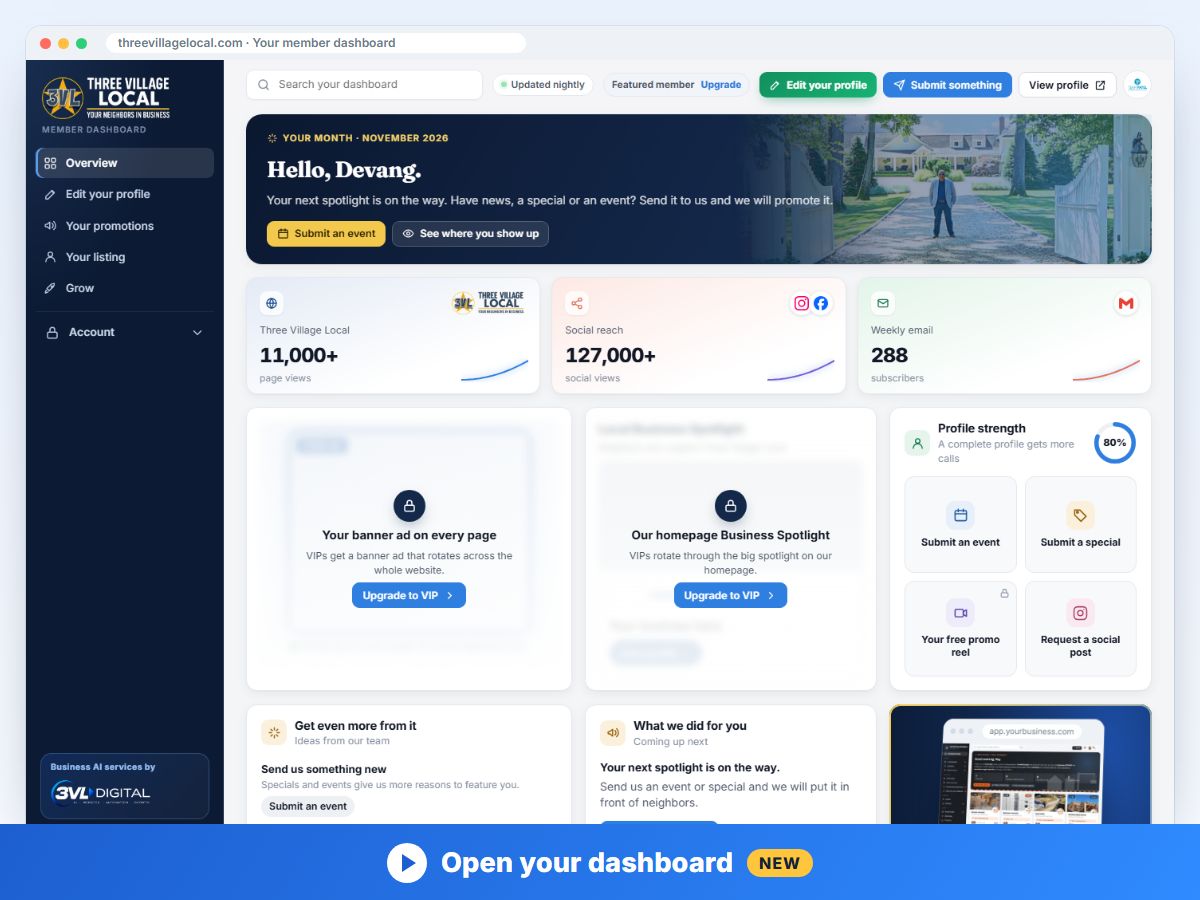 threevillagelocal.com · Your member dashboard
3VL THREE VILLAGE
LOCAL
YOUR NEIGHBORS IN BUSINESS
MEMBER DASHBOARD
Search your dashboard
Updated nightly
Featured member Upgrade
Edit your profile
Submit something
View profile
Overview
Edit your profile
Your promotions
Your listing
Grow
Account
YOUR MONTH · NOVEMBER 2026
Hello, Devang.
Your next spotlight is on the way. Have news, a special or an event? Send it to us and we will promote it.
Submit an event
See where you show up
3VL THREE VILLAGE
LOCAL
YOUR NEIGHBORS IN BUSINESS
Three Village Local
11,000+
page views
Social reach
127,000+
social views
Weekly email
288
subscribers
Your banner ad on every page
VIPs get a banner ad that rotates across the
whole website.
Upgrade to VIP
Our homepage Business Spotlight
VIPs rotate through the big spotlight on our
homepage.
Upgrade to VIP
Profile strength
A complete profile gets more
calls
80%
Submit an event
Submit a special
Your free promo
reel
Request a social
post
Get even more from it
Ideas from our team
Send us something new
Specials and events give us more reasons to feature you.
Submit an event
What we did for you
Coming up next
Your next spotlight is on the way.
Send us an event or special and we will put it in
front of neighbors.
app.yourbusiness.com
Business AI services by
3VL DIGITAL
Open your dashboard
NEW